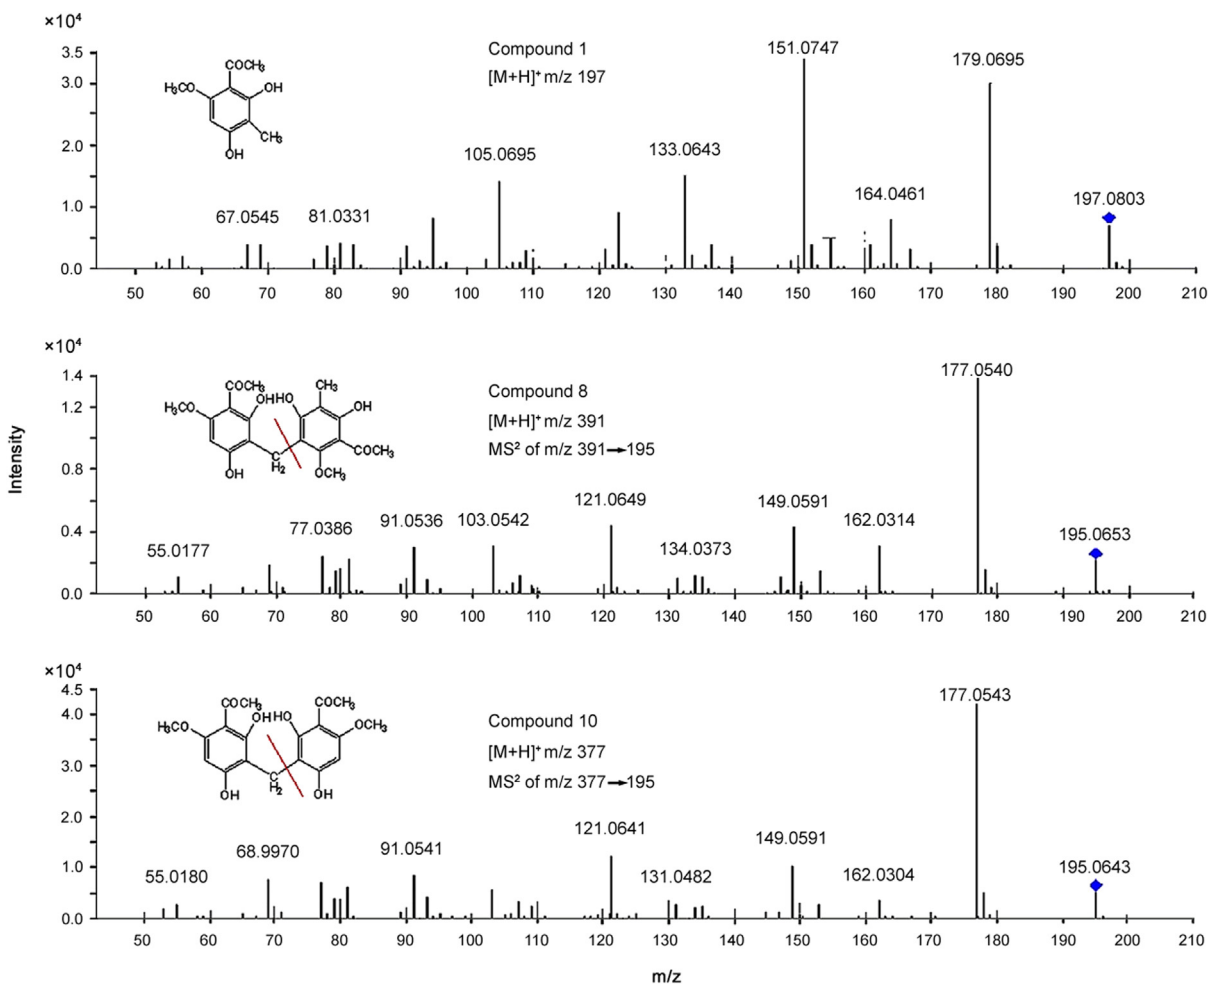 ×10⁴
3.5
3.0
2.0
1.0
0.0
COCH₃
H₃CO
OH
CH₃
OH
Compound 1
[M+H]⁺ m/z 197
67.0545
81.0331
105.0695
133.0643
151.0747
164.0461
179.0695
197.0803
50 60 70 80 90 100 110 120 130 140 150 160 170 180 190 200 210
×10⁴
1.4
1.2
0.8
0.4
0.0
COCH₃
CH₃
H₃CO
OH
HO
OH
OH
C
H₂
OCH₃
COCH₃
Compound 8
[M+H]⁺ m/z 391
MS² of m/z 391→195
55.0177
77.0386
91.0536
103.0542
121.0649
134.0373
149.0591
162.0314
177.0540
195.0653
50 60 70 80 90 100 110 120 130 140 150 160 170 180 190 200 210
Intensity
×10⁴
4.5
4.0
3.0
2.0
1.0
0.0
COCH₃
COCH₃
H₃CO
OH
HO
OCH₃
OH
C
H₂
OH
Compound 10
[M+H]⁺ m/z 377
MS² of m/z 377→195
55.0180
68.9970
91.0541
121.0641
131.0482
149.0591
162.0304
177.0543
195.0643
50 60 70 80 90 100 110 120 130 140 150 160 170 180 190 200 210
m/z